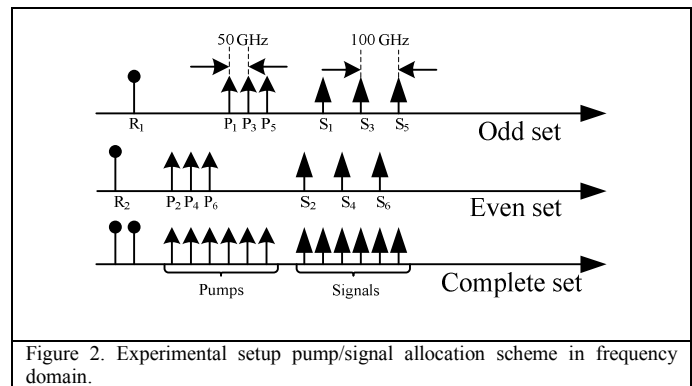 50 GHz 100 GHz
R1 P1 P3 P5 S1 S3 S5
Odd set
R2 P2 P4 P6 S2 S4 S6
Even set
Pumps Signals
Complete set
Figure 2. Experimental setup pump/signal allocation scheme in frequency
domain.